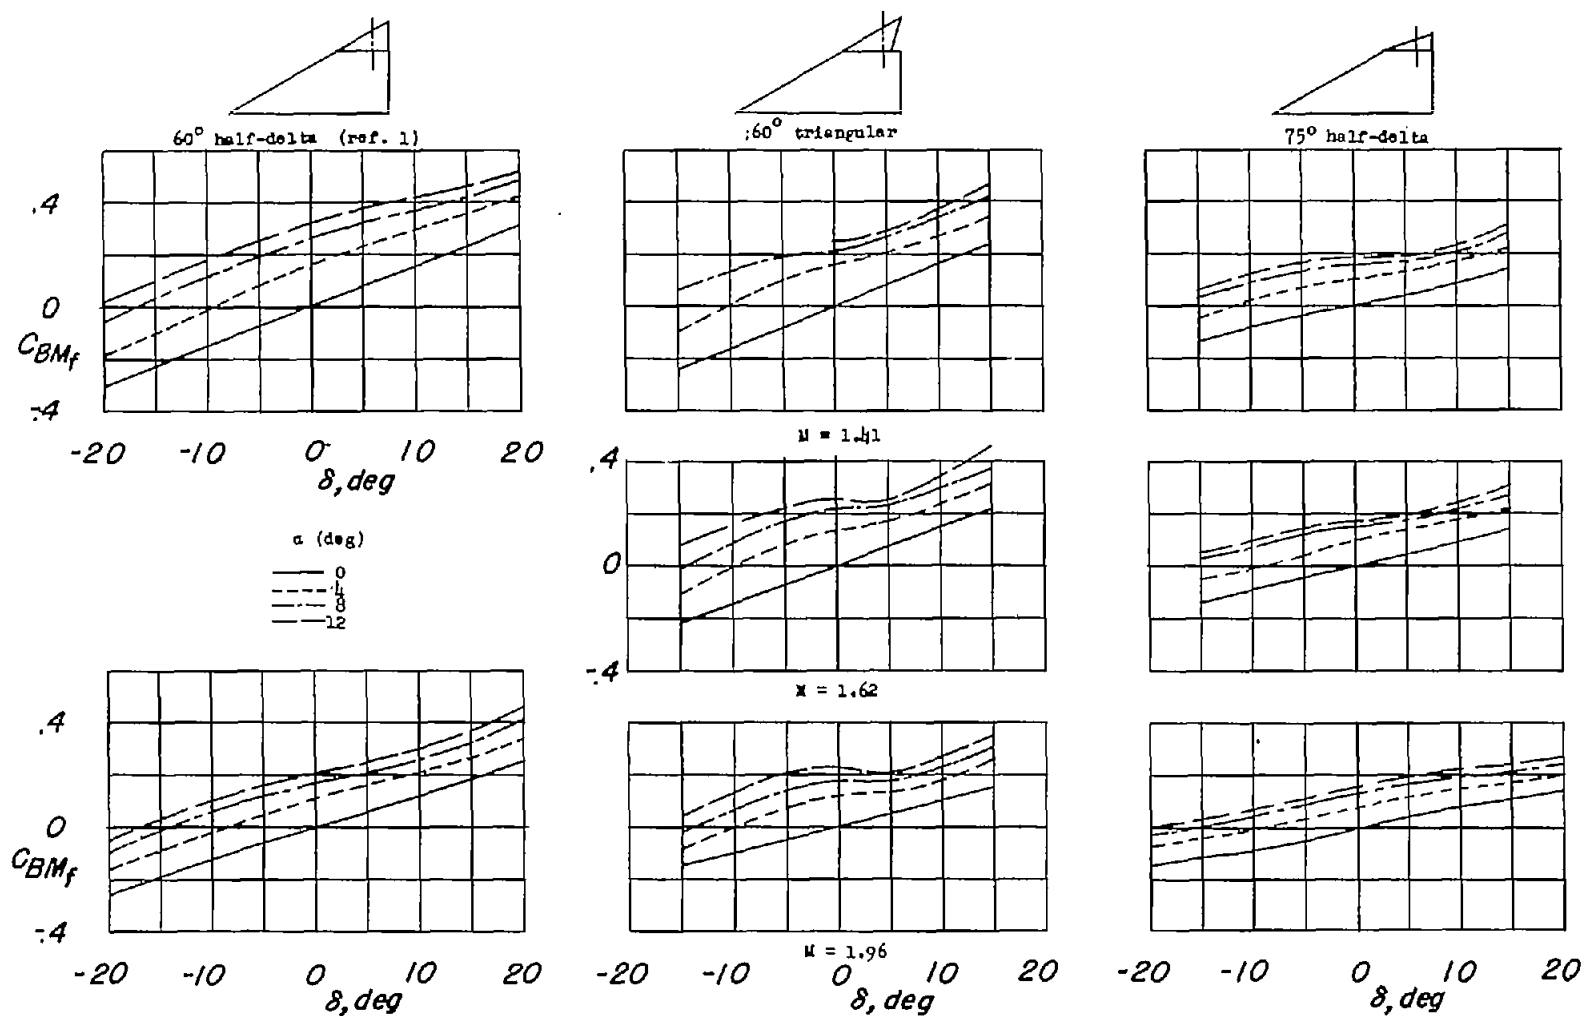 60° half-delta (ref. 1)
60° triangular
75° half-delta
.4
0
CBMf
-.4
-20 -10 0 10 20
δ, deg
M = 1.41
.4
0
-.4
α (deg)
0
4
8
12
M = 1.62
.4
0
CBMf
-.4
M = 1.96
-20 -10 0 10 20
δ, deg
-20 -10 0 10 20
δ, deg
-20 -10 0 10 20
δ, deg